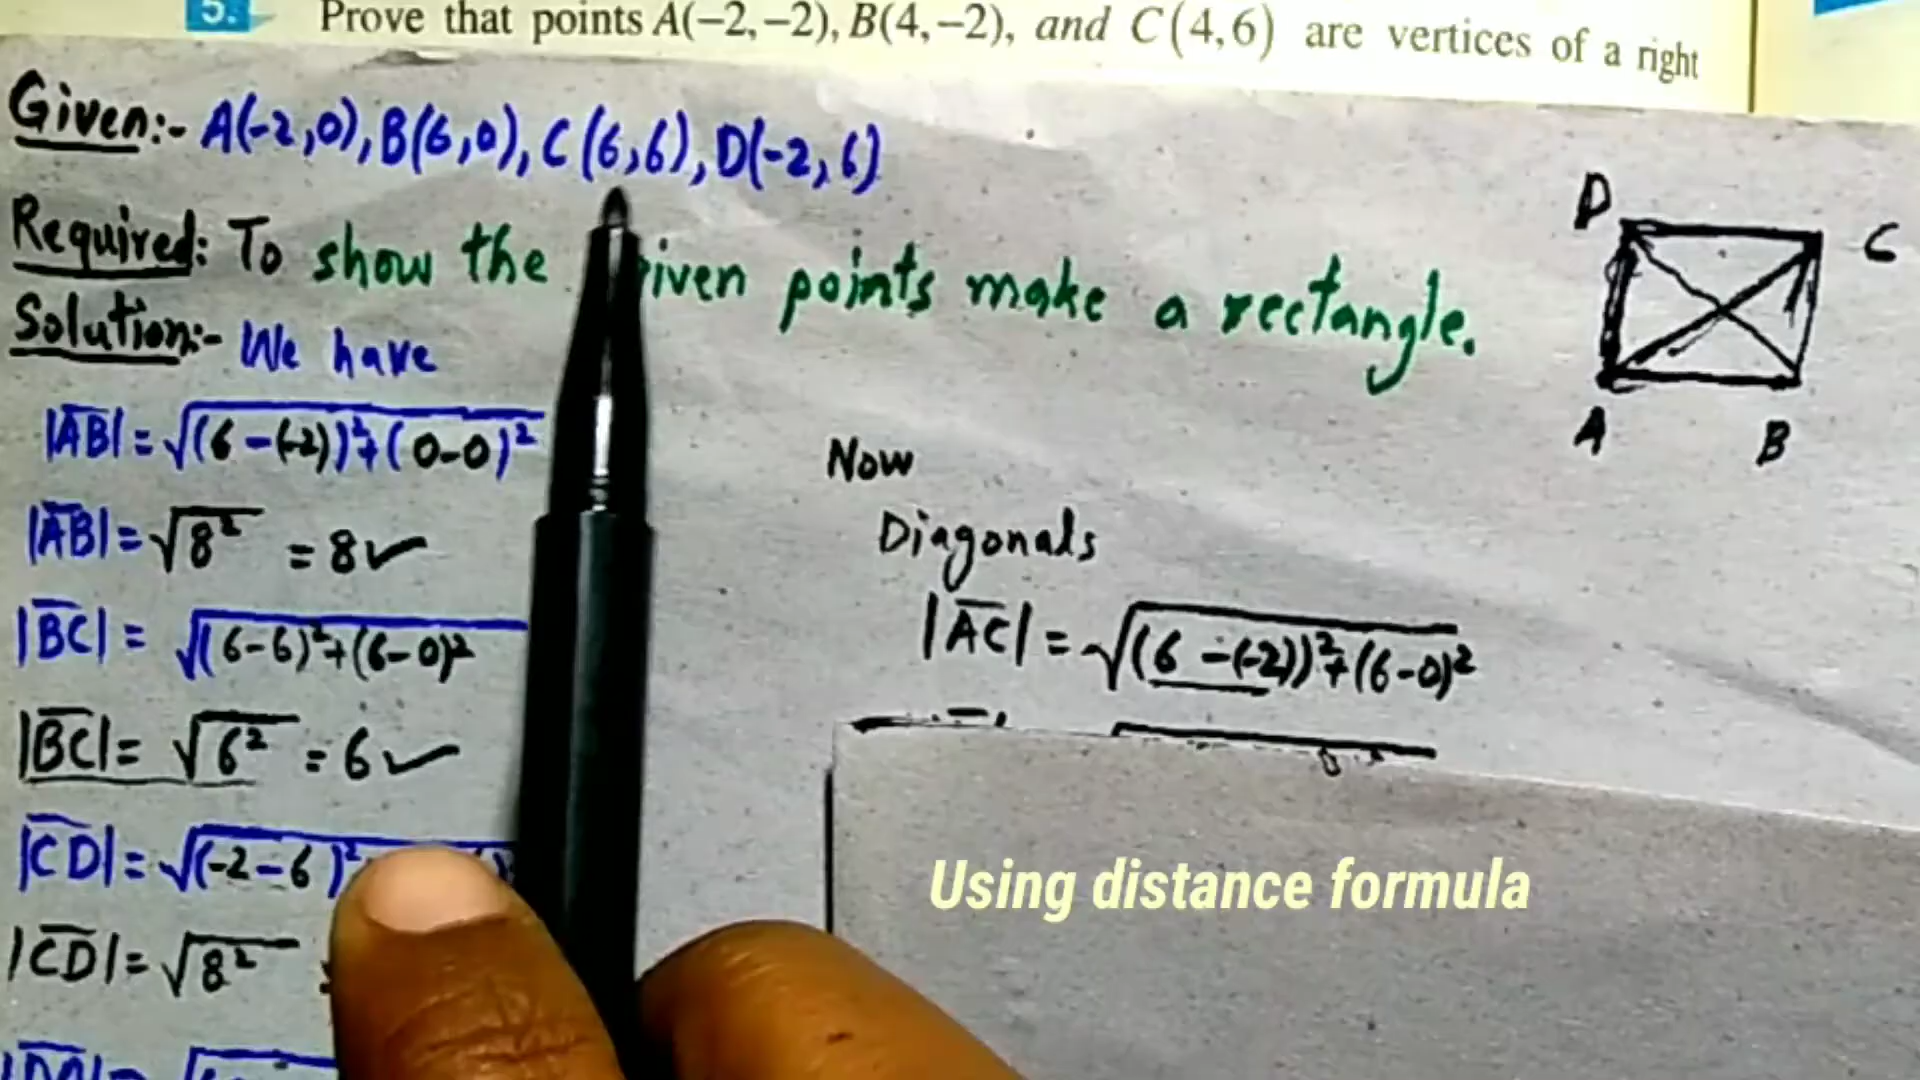 5. Prove that points A(−2,−2), B(4,−2), and C(4,6) are vertices of a right
Given:- A(-2,0), B(6,0), C(6,6), D(-2,6)
Required: To show the given points make a rectangle.
Solution:- We have
|AB| = √(6-(-2))²+(0-0)²
|AB| = √8² = 8✓
|BC| = √(6-6)²+(6-0)²
|BC| = √6² = 6✓
|CD| = √(-2-6)²
|CD| = √8²
D
C
A
B
Now
Diagonals
|AC| = √(6-(-2))²+(6-0)²
Using distance formula